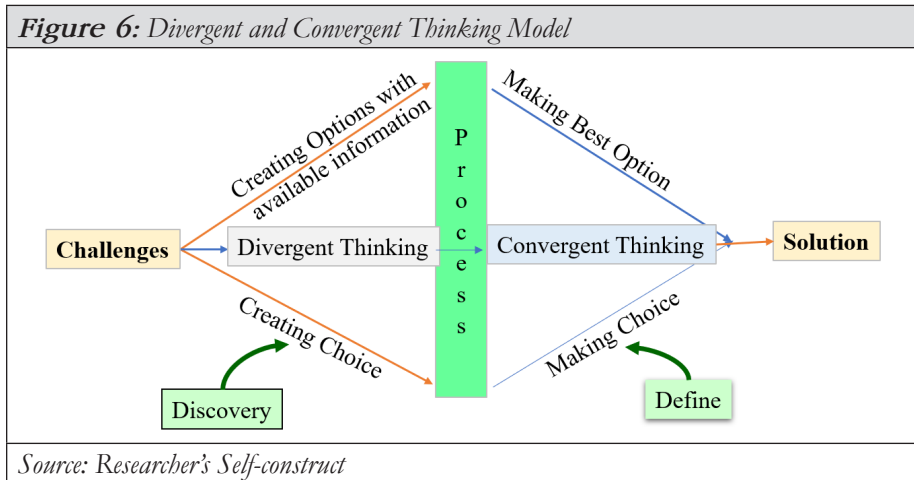 Figure 6: Divergent and Convergent Thinking Model
Creating Options with
available information
Process
Making Best Option
Challenges
Divergent Thinking
Convergent Thinking
Solution
Creating Choice
Making Choice
Discovery
Define
Source: Researcher's Self-construct